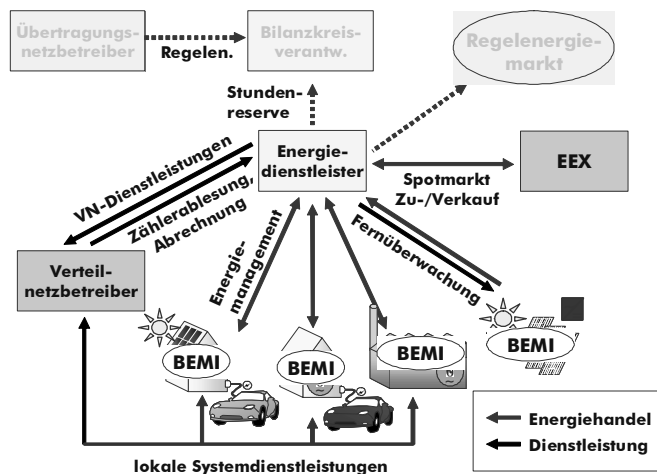 Übertragungs-
netzbetreiber
Regelen.
Bilanzkreis-
verantw.
Regelenergie-
markt
Stunden-
reserve
Energie-
dienstleister
EEX
Spotmarkt
Zu-/Verkauf
VN-Dienstleistungen
Zählerablesung,
Abrechnung
Energie-
management
Fernüberwachung
Verteil-
netzbetreiber
BEMI
BEMI
BEMI
BEMI
Energiehandel
Dienstleistung
lokale Systemdienstleistungen